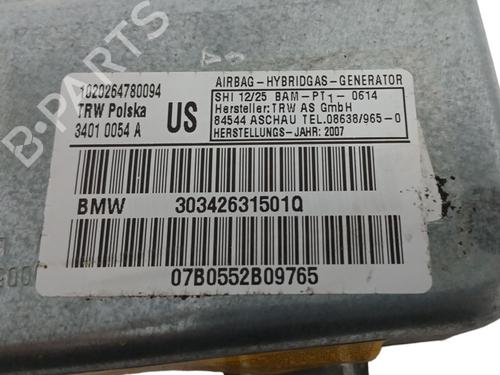 1020264780094
TRW Polska
3401 0054 A
US
AIRBAG-HYBRIDGAS-GENERATOR
SHI 12/25 BAM-PT1-0614
Hersteller:TRW AS GmbH
84544 ASCHAU TEL.08638/965-0
HERSTELLUNGS-JAHR: 2007
BMW 30342631501Q
07B0552B09765
B-PARTS